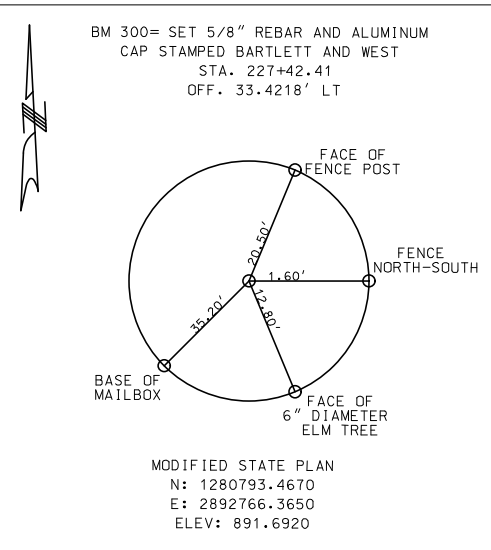 BM 300= SET 5/8" REBAR AND ALUMINUM
CAP STAMPED BARTLETT AND WEST
STA. 227+42.41
OFF. 33.4218' LT
N
FACE OF
FENCE POST
20.50'
FENCE
NORTH-SOUTH
1.60'
35.20'
12.80'
BASE OF
MAILBOX
FACE OF
6" DIAMETER
ELM TREE
MODIFIED STATE PLAN
N: 1280793.4670
E: 2892766.3650
ELEV: 891.6920